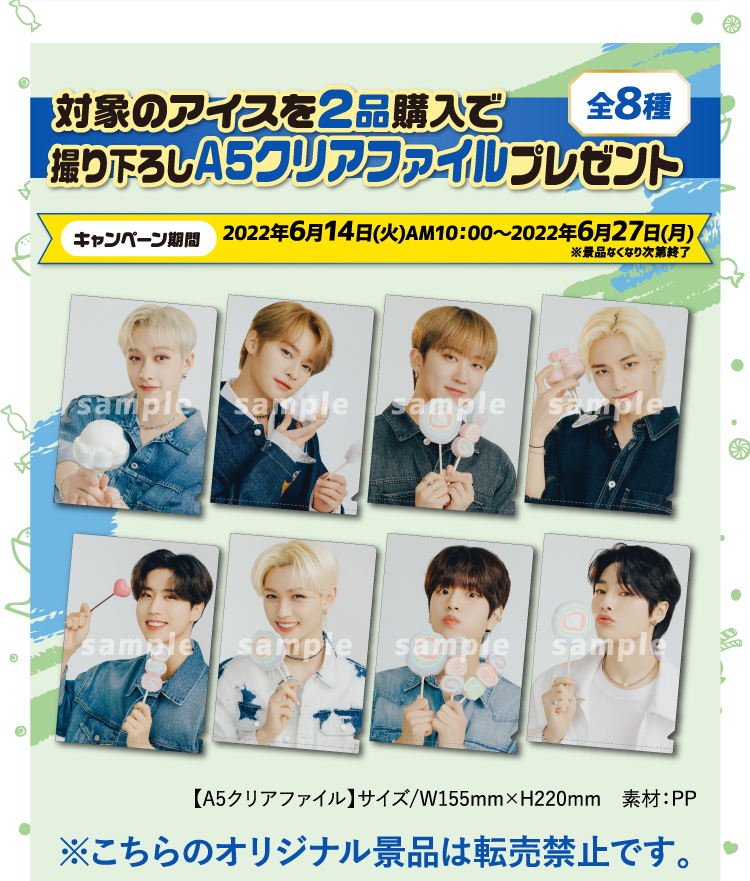 対象のアイスを2品購入で
全8種
撮り下ろしA5クリアファイルプレゼント
キャンペーン期間
2022年6月14日(火)AM10:00～2022年6月27日(月)
※景品なくなり次第終了
sample sample sample sample
sample sample sample sample
【A5クリアファイル】サイズ/W155mm×H220mm 素材：PP
※こちらのオリジナル景品は転売禁止です。